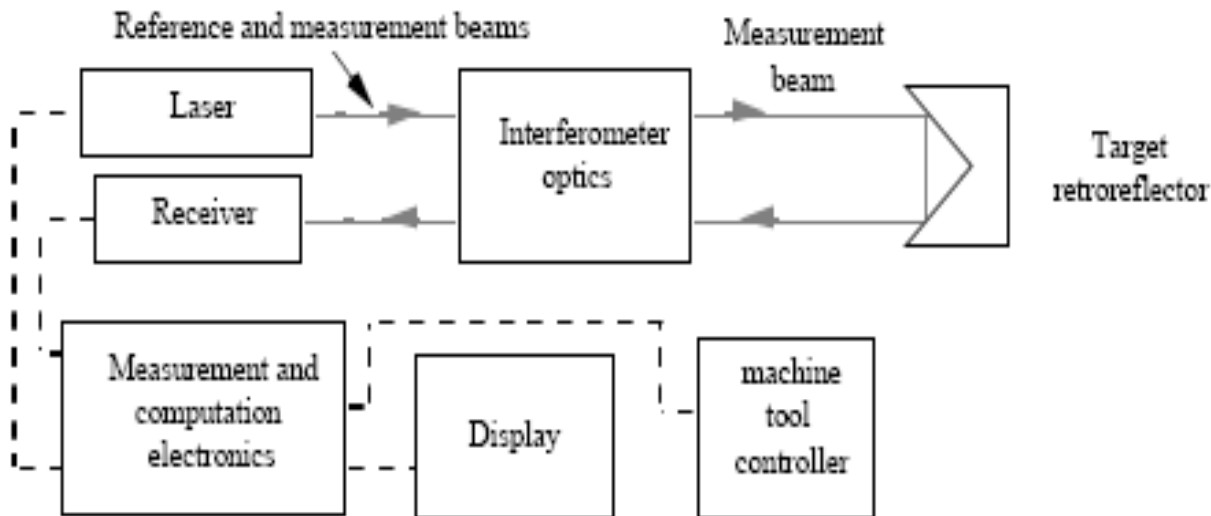 Reference and measurement beams
Measurement
beam
Laser
Interferometer
optics
Target
retroreflector
Receiver
Measurement and
computation
electronics
Display
machine
tool
controller